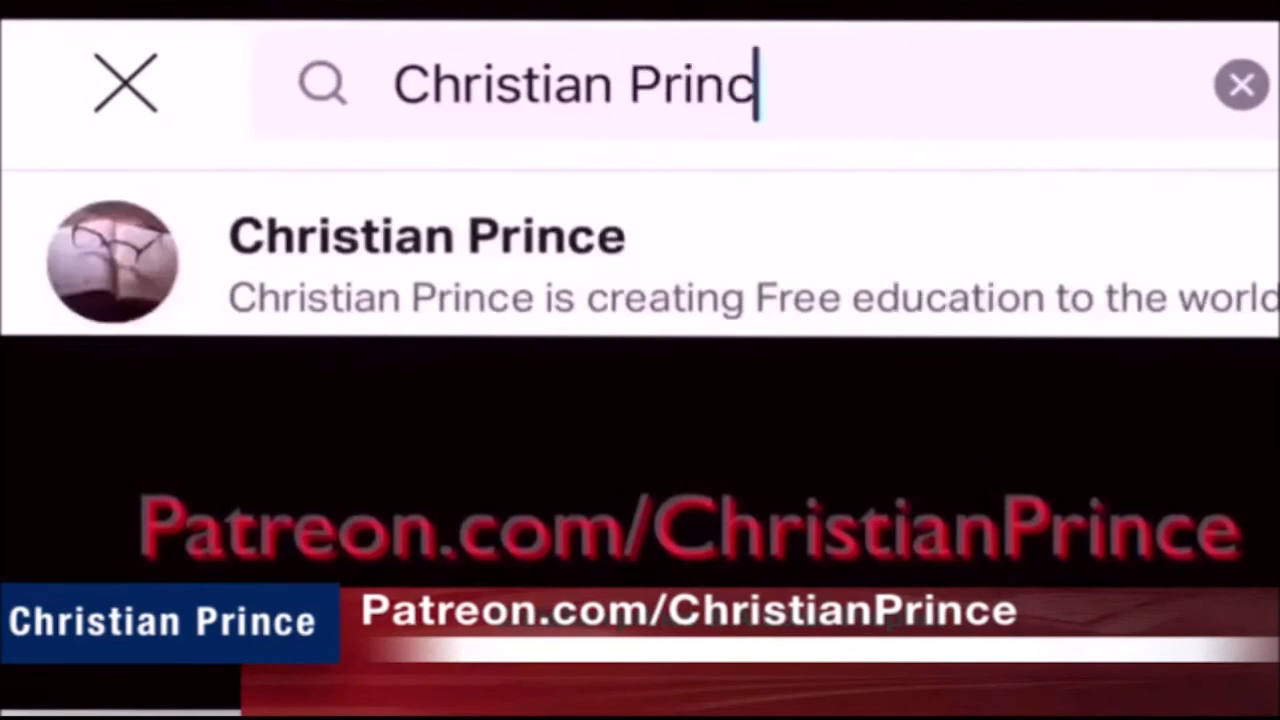 Christian Princ
Christian Prince
Christian Prince is creating Free education to the world
Patreon.com/ChristianPrince
Christian Prince
Patreon.com/ChristianPrince